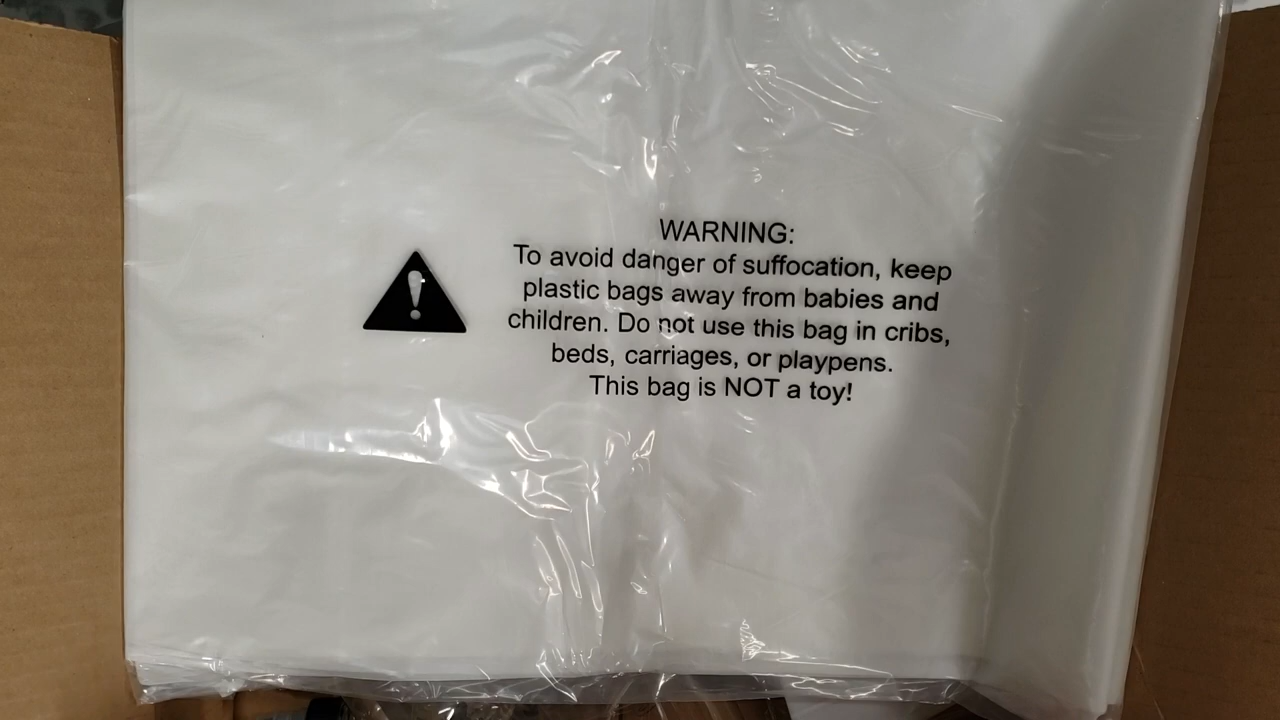 WARNING:
To avoid danger of suffocation, keep
plastic bags away from babies and
children. Do not use this bag in cribs,
beds, carriages, or playpens.
This bag is NOT a toy!